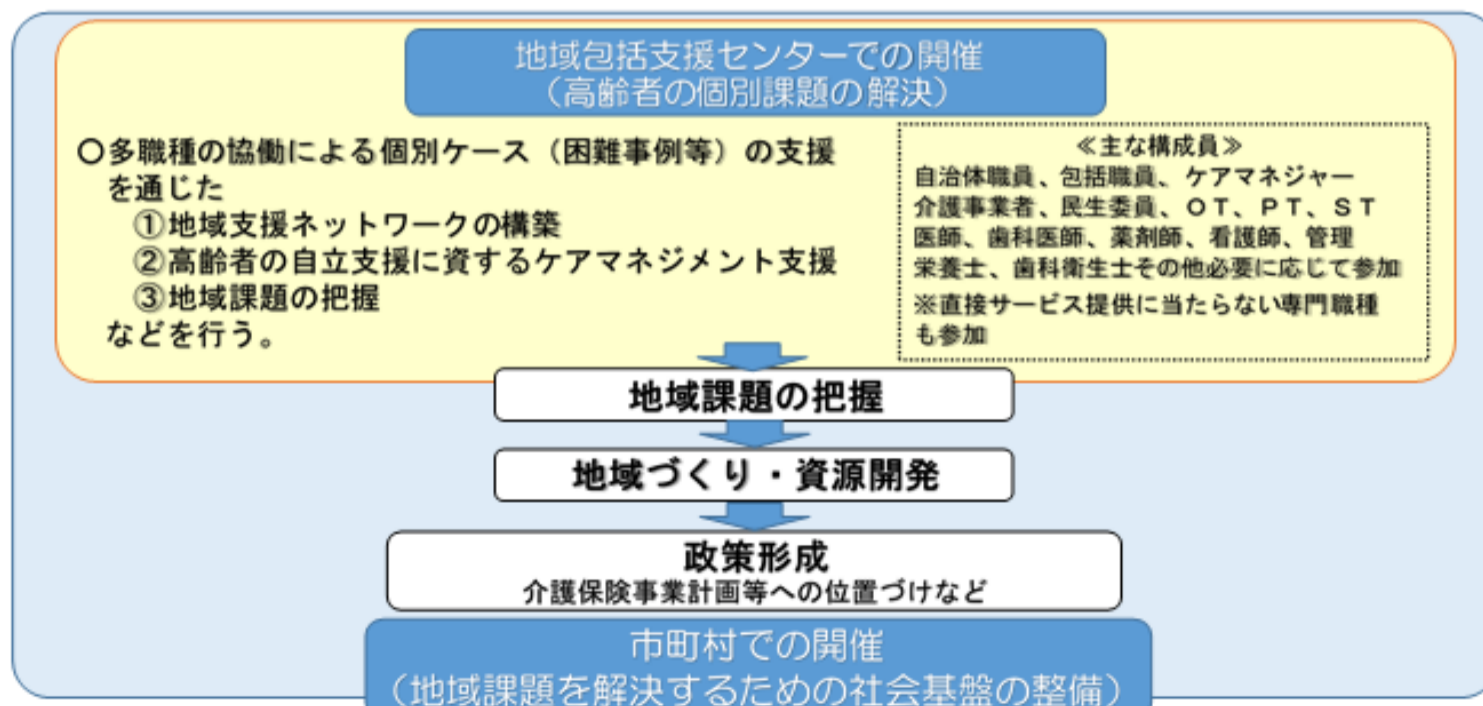 地域包括支援センターでの開催
（高齢者の個別課題の解決）
〇多職種の協働による個別ケース（困難事例等）の支援
を通じた
①地域支援ネットワークの構築
②高齢者の自立支援に資するケアマネジメント支援
③地域課題の把握
などを行う。
≪主な構成員≫
自治体職員、包括職員、ケアマネジャー
介護事業者、民生委員、ＯＴ、ＰＴ、ＳＴ
医師、歯科医師、薬剤師、看護師、管理
栄養士、歯科衛生士その他必要に応じて参加
※直接サービス提供に当たらない専門職種
も参加
地域課題の把握
地域づくり・資源開発
政策形成
介護保険事業計画等への位置づけなど
市町村での開催
（地域課題を解決するための社会基盤の整備）